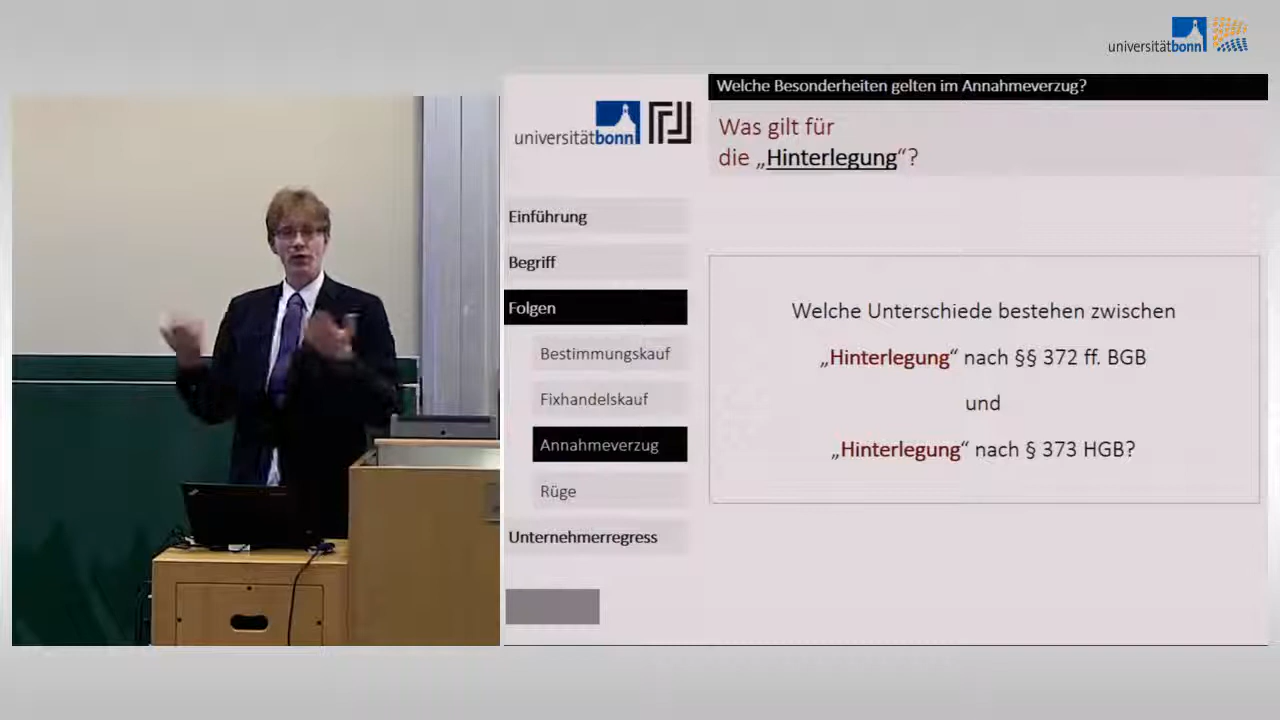 universitätbonn
Welche Besonderheiten gelten im Annahmeverzug?
universitätbonn
Was gilt für
die „Hinterlegung“?
Einführung
Begriff
Folgen
Bestimmungskauf
Fixhandelskauf
Annahmeverzug
Rüge
Unternehmerregress
Welche Unterschiede bestehen zwischen
„Hinterlegung“ nach §§ 372 ff. BGB
und
„Hinterlegung“ nach § 373 HGB?